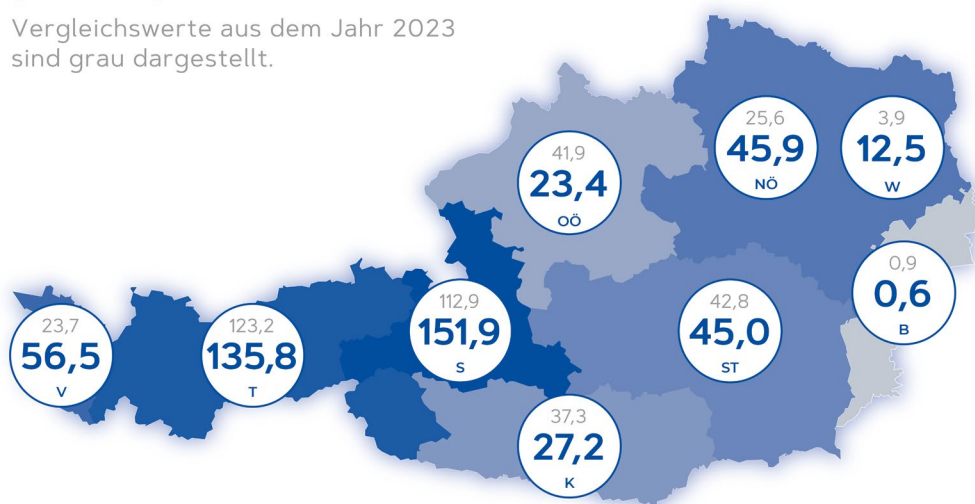 Vergleichswerte aus dem Jahr 2023
sind grau dargestellt.
25,6
45,9
NÖ
3,9
12,5
W
41,9
23,4
OÖ
0,9
0,6
B
23,7
56,5
V
123,2
135,8
T
112,9
151,9
S
42,8
45,0
ST
37,3
27,2
K